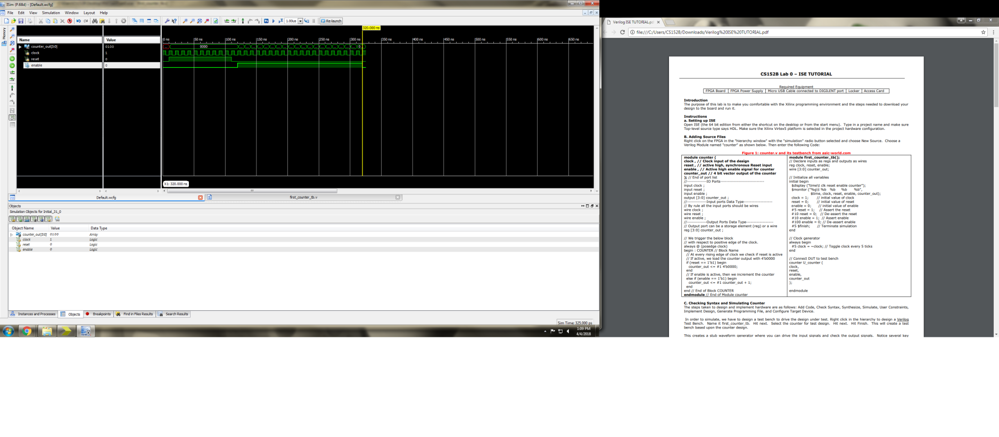 ISim (P.68d) - [Default.wcfg]
File Edit View Simulation Window Layout Help
1.00us Re-launch
Memory
320.000 ns
Name Value
0 ns 50 ns 100 ns 150 ns 200 ns 250 ns 300 ns 350 ns 400 ns 450 ns 500 ns 550 ns 600 ns 650 ns
counter_out[3:0] 0100 0000
clock 1
reset 0
enable 0
X1: 320.000 ns
Default.wcfg first_counter_tb.v
Objects
Simulation Objects for Initial_31_0
Object Name Value Data Type
counter_out[3:0] 0100 Array
clock 1 Logic
reset 0 Logic
enable 0 Logic
Instances and Processes Objects Breakpoints Find in Files Results Search Results
Sim Time: 325,000 ps
1:09 PM
4/4/2018
Verilog ISE TUTORIAL.pd
file:///C:/Users/CS152B/Downloads/Verilog%20ISE%20TUTORIAL.pdf
CS152B Lab 0 – ISE TUTORIAL
Required Equipment
FPGA Board FPGA Power Supply Micro USB Cable connected to DIGILENT port Locker Access Card
Introduction
The purpose of this lab is to make you comfortable with the Xilinx programming environment and the steps needed to download your
design to the board and run it.
Instructions
a. Setting up ISE
Open ISE (the 64 bit edition from either the shortcut on the desktop or from the start menu). Type in a project name and make sure
Top-level source type says HDL. Make sure the Xilinx Virtex5 platform is selected in the project hardware configuration.
B. Adding Source Files
Right click on the FPGA in the "hierarchy window" with the "simulation" radio button selected and choose New Source. Choose a
Verilog Module named "counter" as shown below. Then enter the following Code:
Figure 1: counter.v and its testbench from asic-world.com
module counter (
clock , // Clock input of the design
reset , // active high, synchronous Reset input
enable , // Active high enable signal for counter
counter_out // 4 bit vector output of the counter
); // End of port list
//-------------IO Ports-----------------------------
input clock ;
input reset ;
input enable ;
output [3:0] counter_out ;
//-------------Input ports Data Type-------------------
// By rule all the input ports should be wires
wire clock ;
wire reset ;
wire enable ;
//-------------Output Ports Data Type------------------
// Output port can be a storage element (reg) or a wire
reg [3:0] counter_out ;
// We trigger the below block
// with respect to positive edge of the clock.
always @ (posedge clock)
begin : COUNTER // Block Name
// At every rising edge of clock we check if reset is active
// If active, we load the counter output with 4'b0000
if (reset == 1'b1) begin
counter_out <= #1 4'b0000;
end
// If enable is active, then we increment the counter
else if (enable == 1'b1) begin
counter_out <= #1 counter_out + 1;
end
end // End of Block COUNTER
endmodule // End of Module counter
module first_counter_tb();
// Declare inputs as regs and outputs as wires
reg clock, reset, enable;
wire [3:0] counter_out;
// Initialize all variables
initial begin
$display ("time\t clk reset enable counter");
$monitor ("%g\t %b %b %b %b",
$time, clock, reset, enable, counter_out);
clock = 1; // initial value of clock
reset = 0; // initial value of reset
enable = 0; // initial value of enable
#5 reset = 1; // Assert the reset
#10 reset = 0; // De-assert the reset
#10 enable = 1; // Assert enable
#100 enable = 0; // De-assert enable
#5 $finish; // Terminate simulation
end
// Clock generator
always begin
#5 clock = ~clock; // Toggle clock every 5 ticks
end
// Connect DUT to test bench
counter U_counter (
clock,
reset,
enable,
counter_out
);
endmodule
C. Checking Syntax and Simulating Counter
The steps taken to design and implement hardware are as follows: Add Code, Check Syntax, Synthesize, Simulate, User Constraints,
Implement Design, Generate Programming File, and Configure Target Device.
In order to simulate, we have to design a test bench to drive the design under test. Right click in the hierarchy to design a Verilog
Test Bench. Name it first_counter_tb. Hit next. Select the counter for test design. Hit next. Hit Finish. This will create a test
bench based upon the counter design.
This creates a stub waveform generator where you can drive the input signals and check the output signals. Notice several key